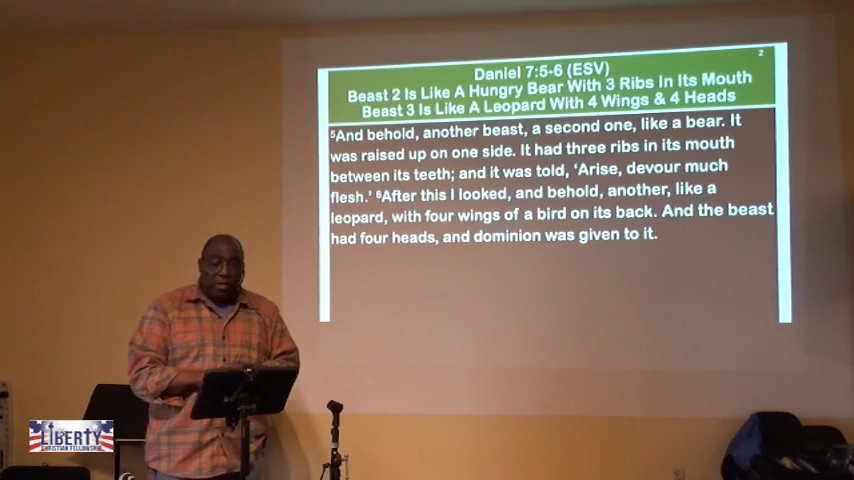 2
Daniel 7:5-6 (ESV)
Beast 2 Is Like A Hungry Bear With 3 Ribs In Its Mouth
Beast 3 Is Like A Leopard With 4 Wings & 4 Heads
⁵And behold, another beast, a second one, like a bear. It
was raised up on one side. It had three ribs in its mouth
between its teeth; and it was told, ‘Arise, devour much
flesh.’ ⁶After this I looked, and behold, another, like a
leopard, with four wings of a bird on its back. And the beast
had four heads, and dominion was given to it.
LIBERTY
CHRISTIAN FELLOWSHIP